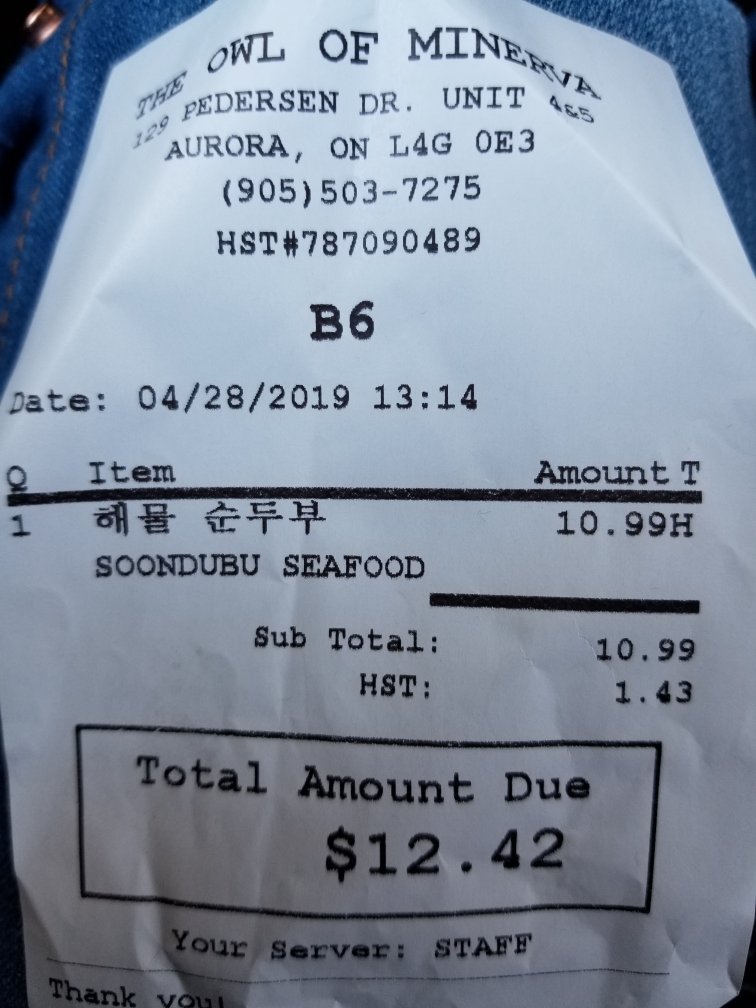 THE OWL OF MINERVA
129 PEDERSEN DR. UNIT 4&5
AURORA, ON L4G 0E3
(905)503-7275
HST#787090489
B6
Date: 04/28/2019 13:14
Q Item Amount T
1 해물 순두부 10.99H
SOONDUBU SEAFOOD
Sub Total: 10.99
HST: 1.43
Total Amount Due
$12.42
Your Server: STAFF
Thank you!